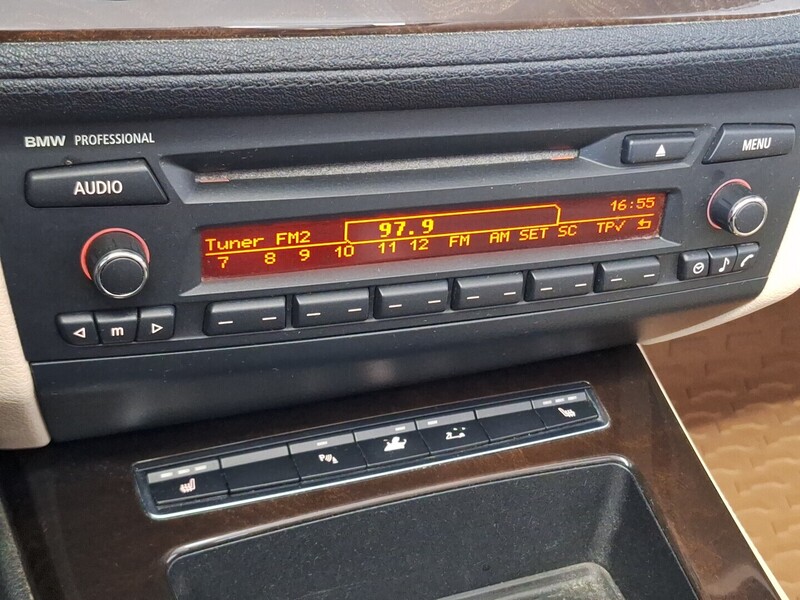 BMW PROFESSIONAL
MENU
AUDIO
97.9 16:55
Tuner FM2
7 8 9 10 11 12 FM AM SET SC TP✓
m